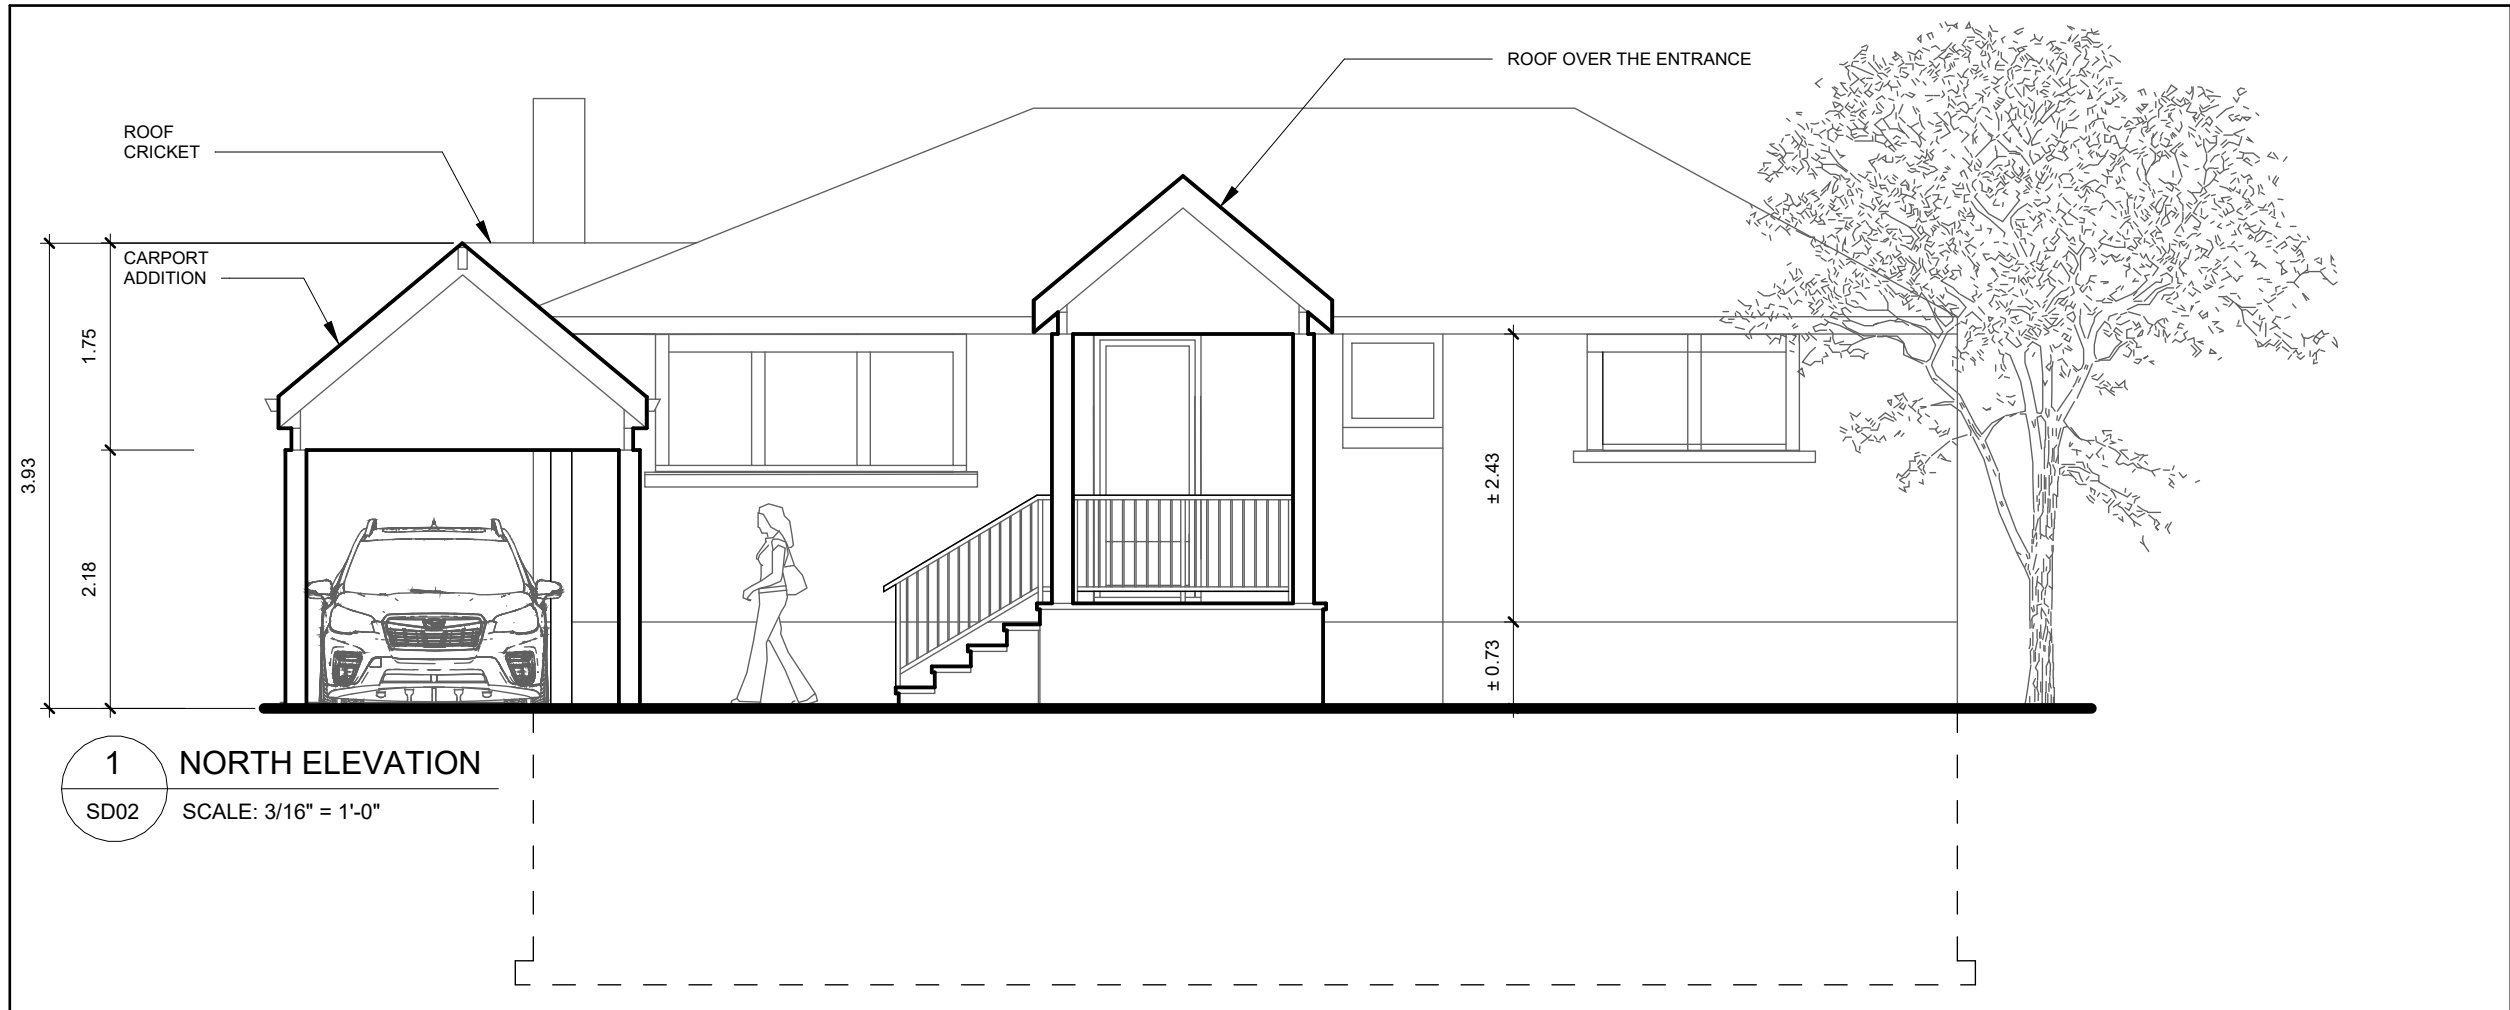 ROOF OVER THE ENTRANCE
ROOF
CRICKET
CARPORT
ADDITION
1.75
3.93
2.18
± 2.43
± 0.73
1
NORTH ELEVATION
SD02
SCALE: 3/16" = 1'-0"